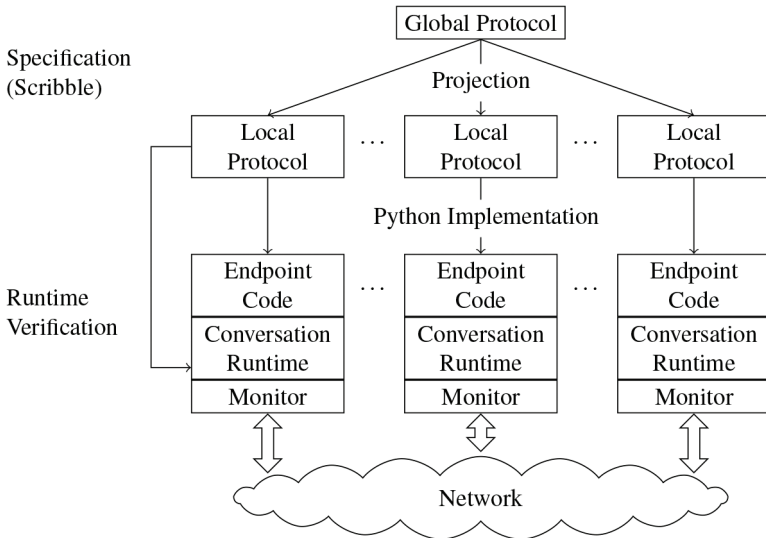 Global Protocol
Specification
(Scribble)
Projection
Local
Protocol
...
Local
Protocol
...
Local
Protocol
Python Implementation
Runtime
Verification
Endpoint
Code
...
Endpoint
Code
...
Endpoint
Code
Conversation
Runtime
Conversation
Runtime
Conversation
Runtime
Monitor
Monitor
Monitor
Network